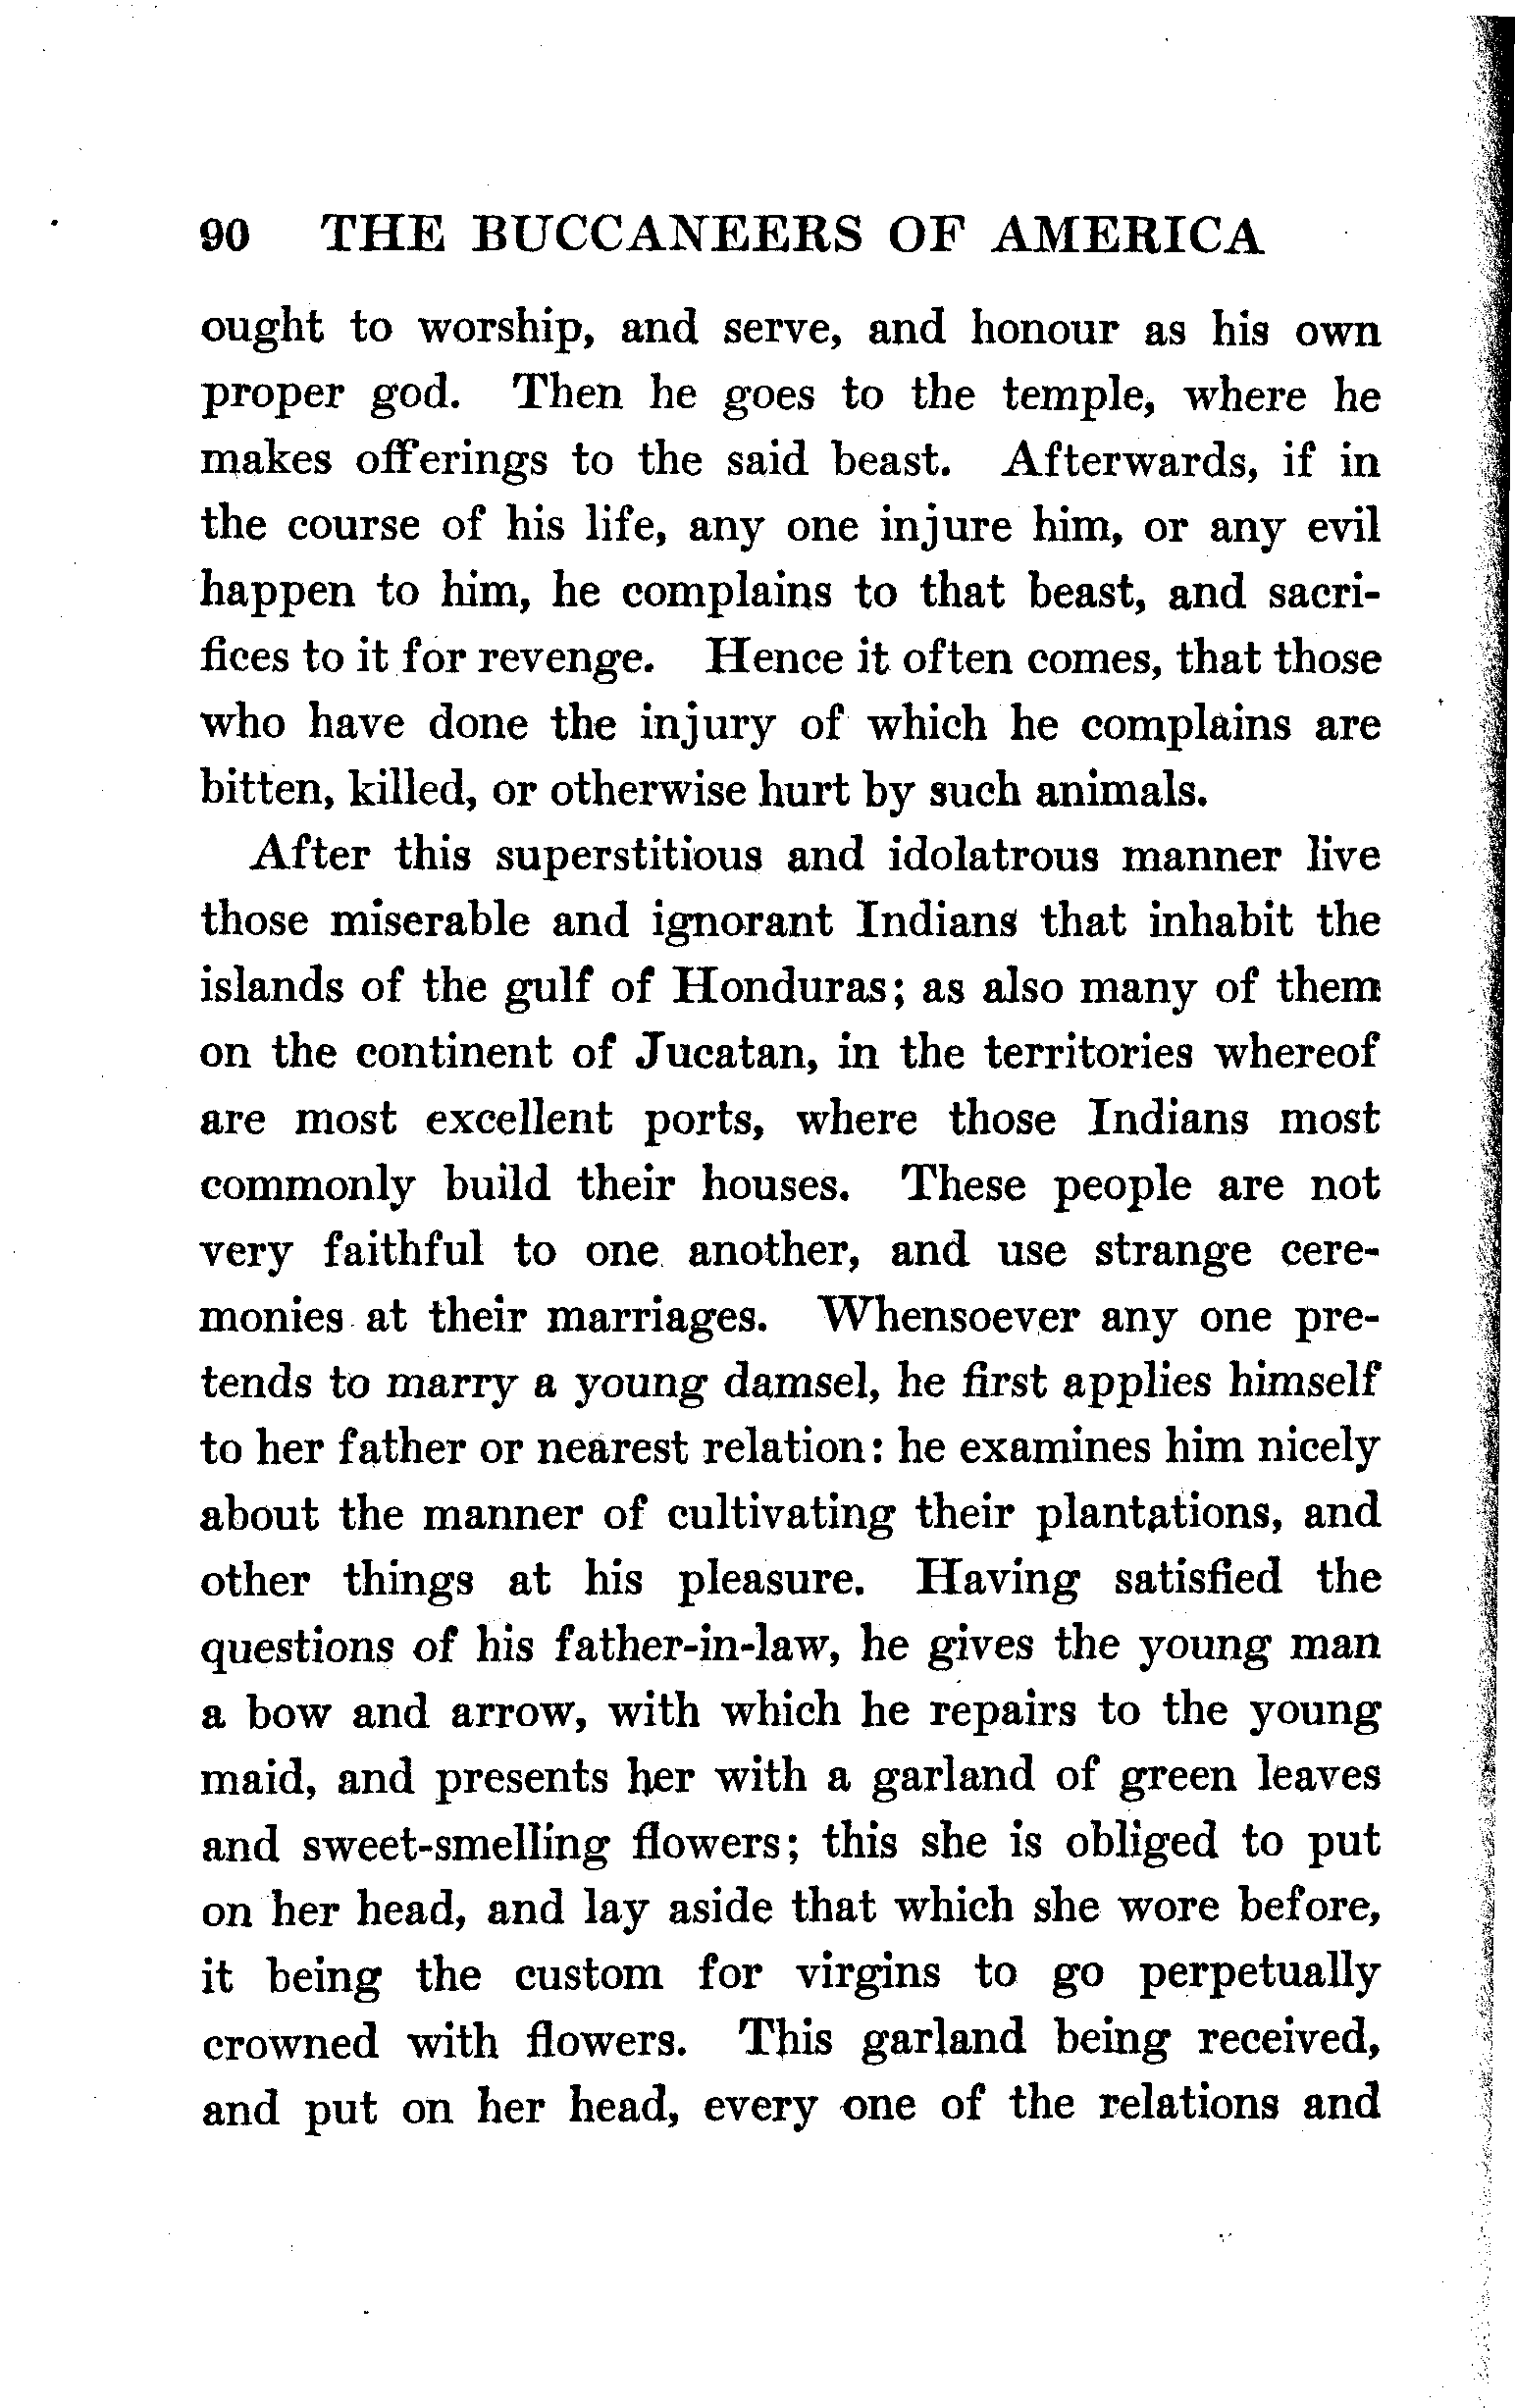 90 THE BUCCANEERS OF AMERICA
ought to worship, and serve, and honour as his own
proper god. Then he goes to the temple, where he
makes offerings to the said beast. Afterwards, if in
the course of his life, any one injure him, or any evil
happen to him, he complains to that beast, and sacri-
fices to it for revenge. Hence it often comes, that those
who have done the injury of which he complains are
bitten, killed, or otherwise hurt by such animals.
After this superstitious and idolatrous manner live
those miserable and ignorant Indians that inhabit the
islands of the gulf of Honduras; as also many of them
on the continent of Jucatan, in the territories whereof
are most excellent ports, where those Indians most
commonly build their houses. These people are not
very faithful to one another, and use strange cere-
monies at their marriages. Whensoever any one pre-
tends to marry a young damsel, he first applies himself
to her father or nearest relation: he examines him nicely
about the manner of cultivating their plantations, and
other things at his pleasure. Having satisfied the
questions of his father-in-law, he gives the young man
a bow and arrow, with which he repairs to the young
maid, and presents her with a garland of green leaves
and sweet-smelling flowers; this she is obliged to put
on her head, and lay aside that which she wore before,
it being the custom for virgins to go perpetually
crowned with flowers. This garland being received,
and put on her head, every one of the relations and